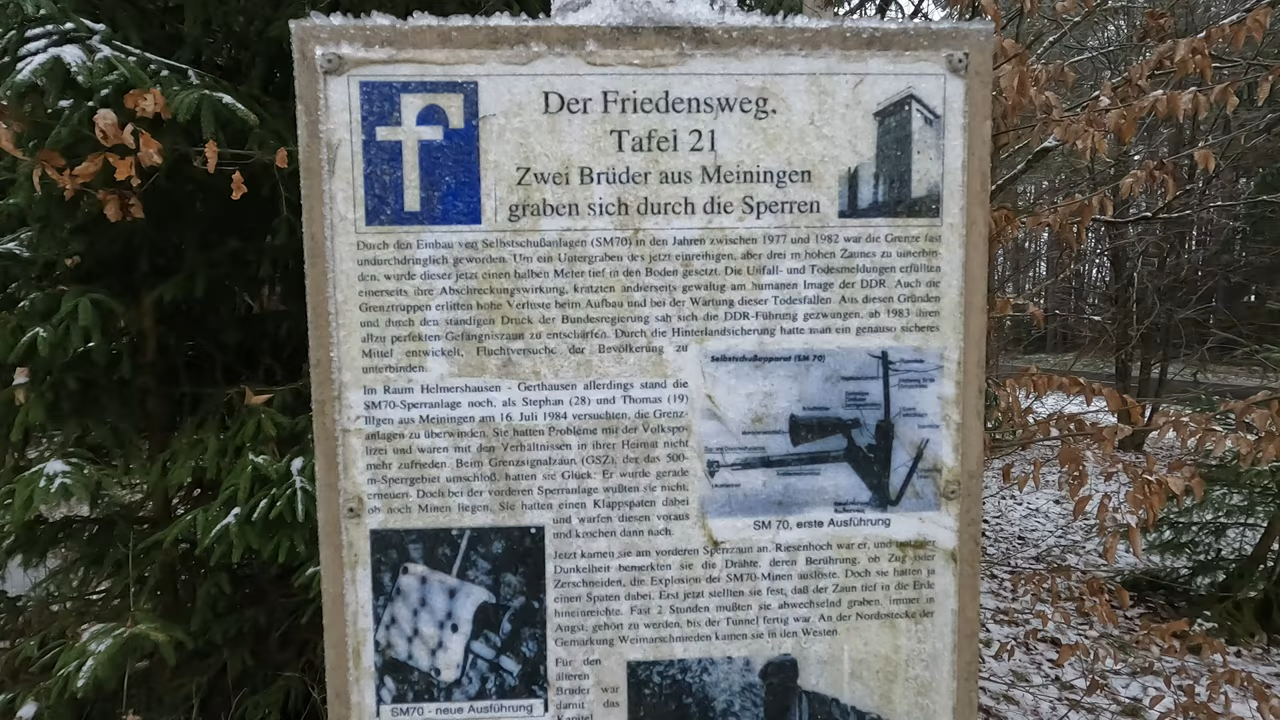 Der Friedensweg,
Tafel 21
Zwei Brüder aus Meiningen
graben sich durch die Sperren
Durch den Einbau von Selbstschußanlagen (SM70) in den Jahren zwischen 1977 und 1982 war die Grenze fast
undurchdringlich geworden. Um ein Untergraben des jetzt einreihigen, aber drei m hohen Zaunes zu unterbin-
den, wurde dieser jetzt einen halben Meter tief in den Boden gesetzt. Die Unfall- und Todesmeldungen erfüllten
einerseits ihre Abschreckungswirkung, kratzten andrerseits gewaltig am humanen Image der DDR. Auch die
Grenztruppen erlitten hohe Verluste beim Aufbau und bei der Wartung dieser Todesfallen. Aus diesen Gründen
und durch den ständigen Druck der Bundesregierung sah sich die DDR-Führung gezwungen, ab 1983 ihren
allzu perfekten Gefängniszaun zu entschärfen. Durch die Hinterlandsicherung hatte man ein genauso sicheres
Mittel entwickelt, Fluchtversuche der Bevölkerung zu
unterbinden.
Im Raum Helmershausen - Gerthausen allerdings stand die
SM70-Sperranlage noch, als Stephan (28) und Thomas (19)
Ilgen aus Meiningen am 16. Juli 1984 versuchten, die Grenz-
anlagen zu überwinden. Sie hatten Probleme mit der Volkspo-
lizei und waren mit den Verhältnissen in ihrer Heimat nicht
mehr zufrieden. Beim Grenzsignalzaun (GSZ), der das 500-
m-Sperrgebiet umschloß, hatten sie Glück: Er wurde gerade
erneuert. Doch bei der vorderen Sperranlage wußten sie nicht,
ob noch Minen liegen. Sie hatten einen Klappspaten dabei
und warfen diesen voraus
und krochen dann nach.
Selbstschußapparat (SM 70)
SM 70, erste Ausführung
Jetzt kamen sie am vorderen Sperrzaun an. Riesenhoch war er, und trotz der
Dunkelheit bemerkten sie die Drähte, deren Berührung, ob Zug oder
Zerschneiden, die Explosion der SM70-Minen auslöste. Doch sie hatten ja
einen Spaten dabei. Erst jetzt stellten sie fest, daß der Zaun tief in die Erde
hineinreichte. Fast 2 Stunden mußten sie abwechselnd graben, immer in
Angst, gehört zu werden, bis der Tunnel fertig war. An der Nordostecke der
Gemarkung Weimarschmieden kamen sie in den Westen.
SM70 - neue Ausführung
Für den
älteren
Bruder war
damit das
Kapitel